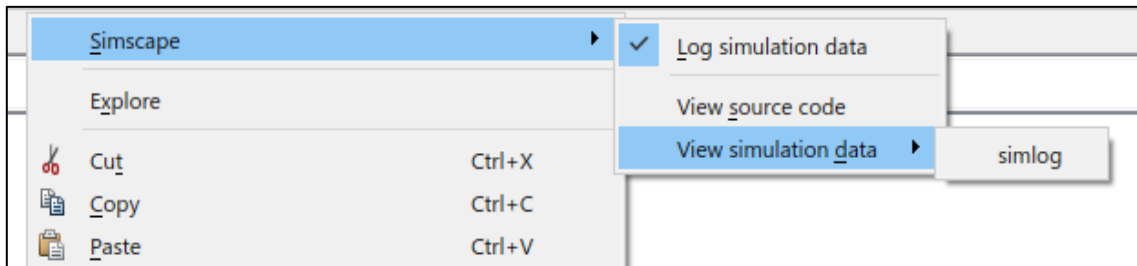 Simscape
Explore
Cut Ctrl+X
Copy Ctrl+C
Paste Ctrl+V
Log simulation data
View source code
View simulation data
simlog